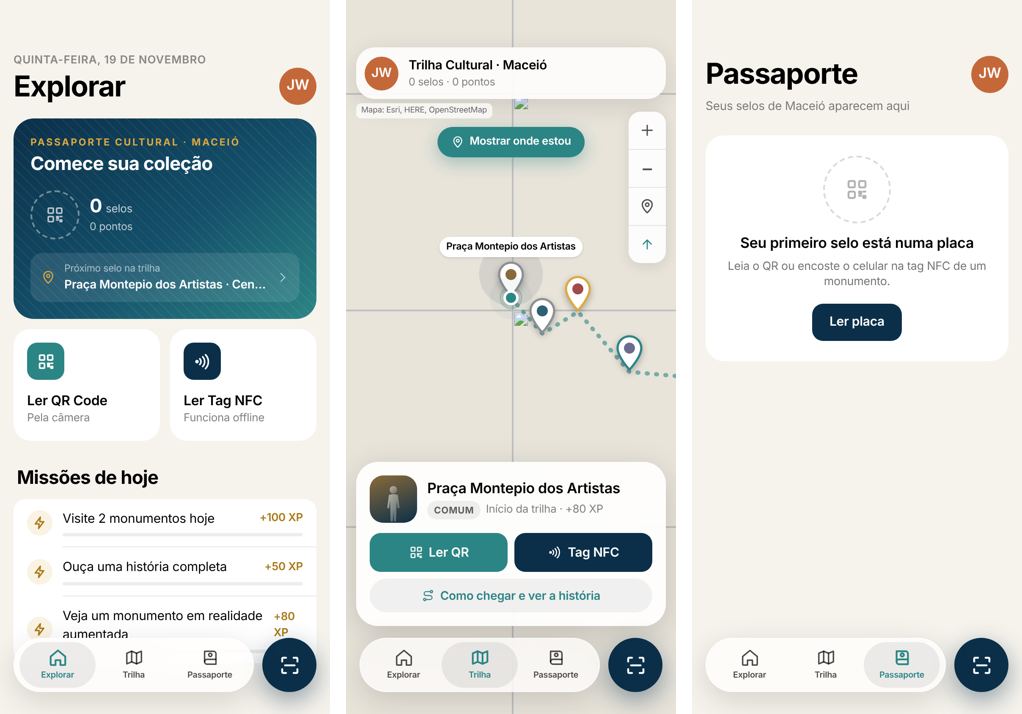 QUINTA-FEIRA, 19 DE NOVEMBRO
Explorar
JW
PASSAPORTE CULTURAL · MACEIÓ
Comece sua coleção
0 selos
0 pontos
Próximo selo na trilha
Praça Montepio dos Artistas · Cen...
Ler QR Code
Pela câmera
Ler Tag NFC
Funciona offline
Missões de hoje
Visite 2 monumentos hoje
+100 XP
Ouça uma história completa
+50 XP
Veja um monumento em realidade
aumentada
+80
XP
Explorar
Trilha
Passaporte
JW
Trilha Cultural · Maceió
0 selos · 0 pontos
Mapa: Esri, HERE, OpenStreetMap
Mostrar onde estou
Praça Montepio dos Artistas
Praça Montepio dos Artistas
COMUM
Início da trilha · +80 XP
Ler QR
Tag NFC
Como chegar e ver a história
Explorar
Trilha
Passaporte
Passaporte
JW
Seus selos de Maceió aparecem aqui
Seu primeiro selo está numa placa
Leia o QR ou encoste o celular na tag NFC de um
monumento.
Ler placa
Explorar
Trilha
Passaporte